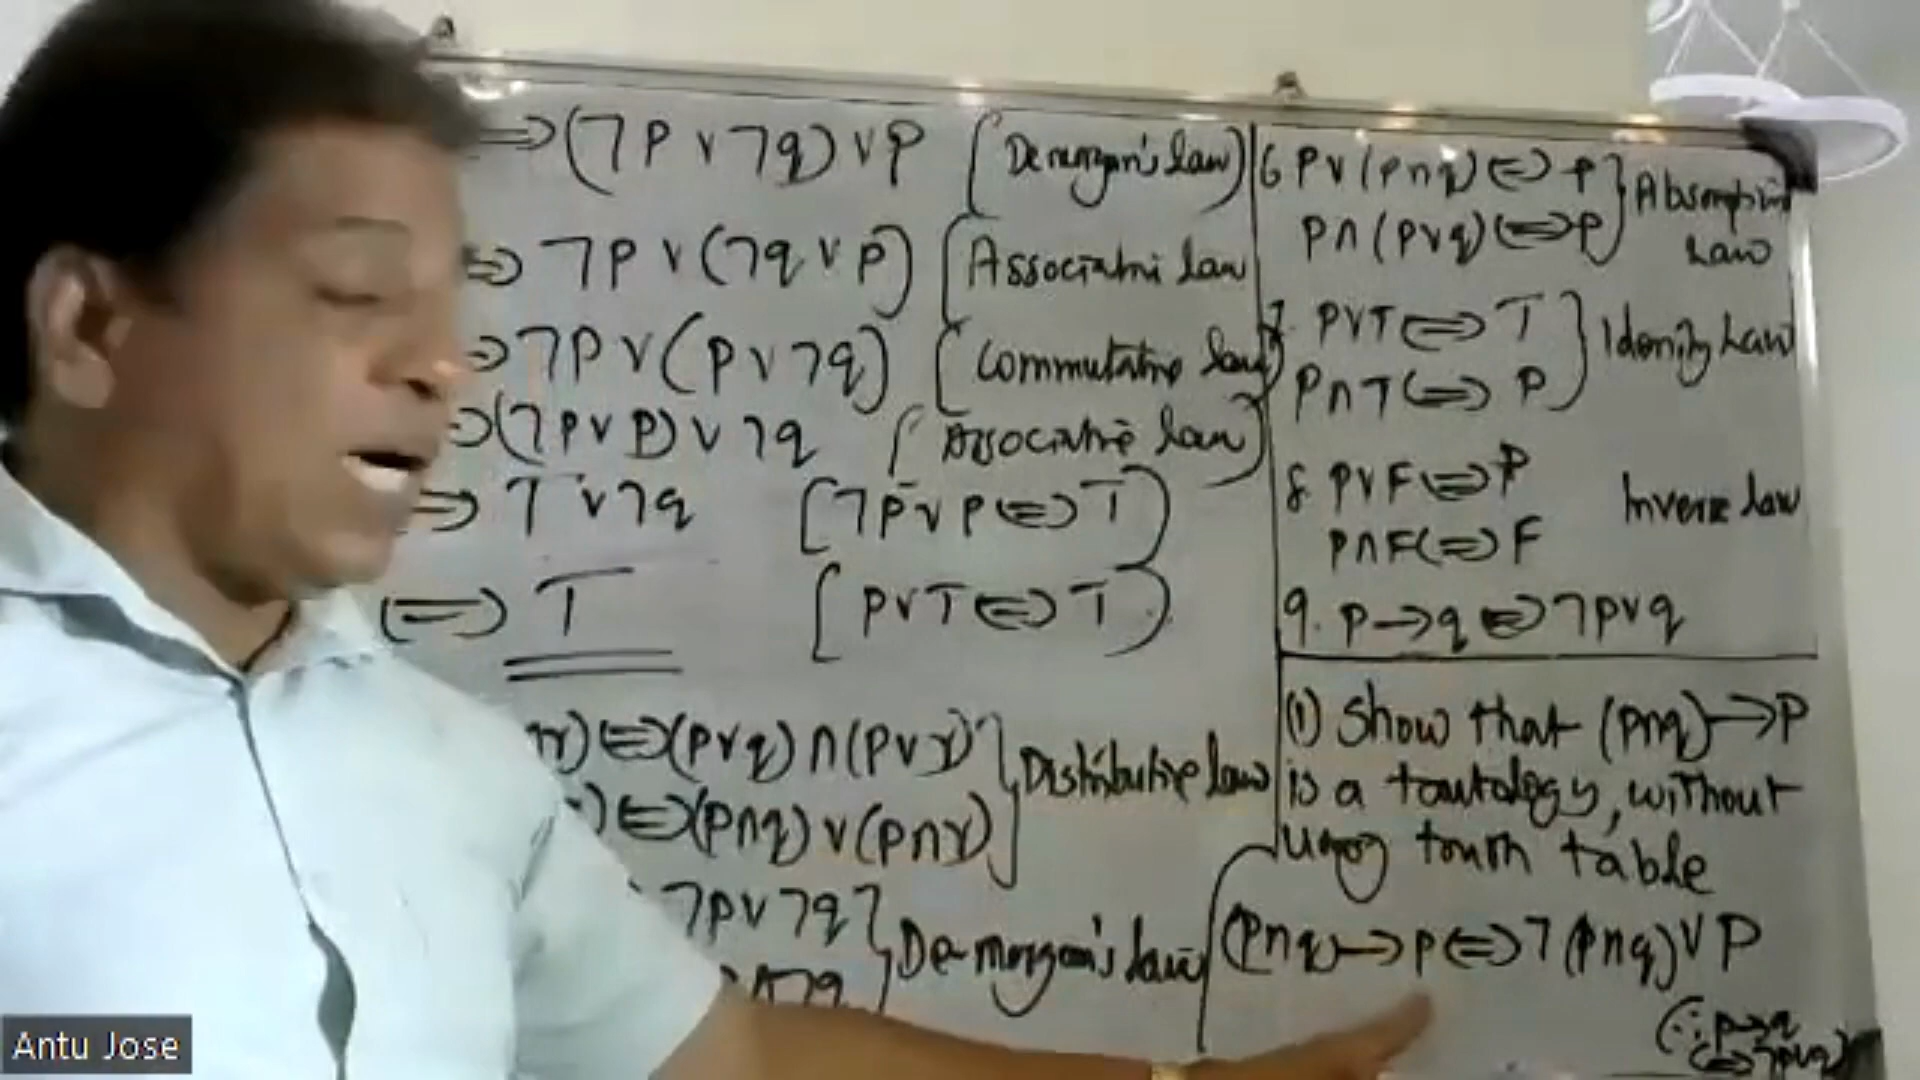 ⇒ (¬P ∨ ¬q) ∨ P [De morgan's law)
⇒ ¬P ∨ (¬q ∨ P) [Associative law
⇒ ¬P ∨ (P ∨ ¬q) [Commutative law)
⇒ (¬P ∨ P) ∨ ¬q [Associative law)
⇒ T ∨ ¬q [¬P ∨ P ⇔ T)
⇔ T [P ∨ T ⇔ T)
⇔ (P ∨ q) ∧ (P ∨ r) } Distributive law
⇔ (P ∧ q) ∨ (P ∧ r)
¬P ∨ ¬q } De-morgan's law
∧ ¬q
6 P ∨ (P ∧ q) ⇔ P } Absorption
P ∧ (P ∨ q) ⇔ P law
7. P ∨ T ⇔ T } Idenity Law
P ∧ T ⇔ P
8. P ∨ F ⇔ P Inverse law
P ∧ F ⇔ F
9. P → q ⇔ ¬P ∨ q
(1) Show that (P ∧ q) → P
is a tautology, without
using truth table
(P ∧ q) → P ⇔ ¬(P ∧ q) ∨ P
(∵ P → q
⇔ ¬P ∨ q)
Antu Jose